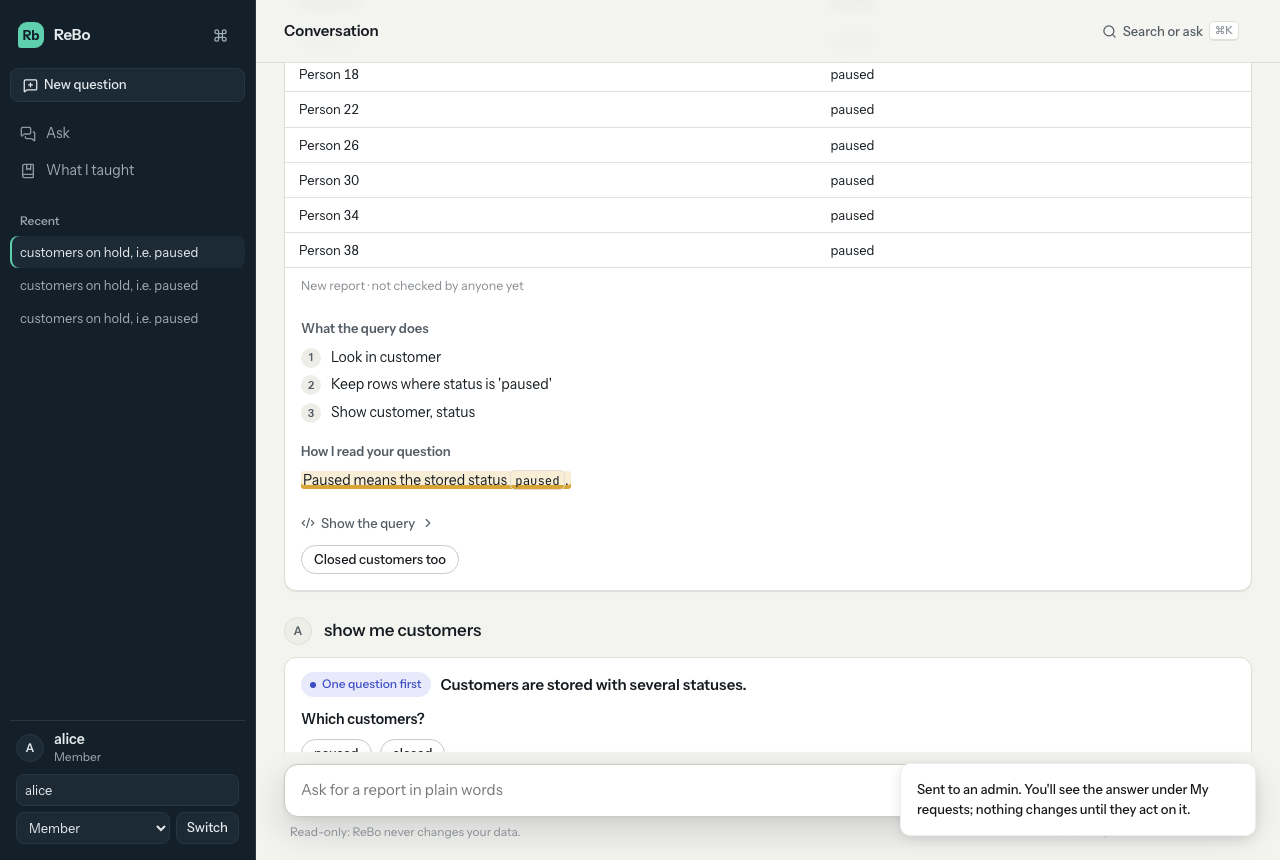 Rb ReBo
⌘
New question
Ask
What I taught
Recent
customers on hold, i.e. paused
customers on hold, i.e. paused
customers on hold, i.e. paused
A alice
Member
alice
Member Switch
Conversation
Search or ask ⌘K
Person 18 paused
Person 22 paused
Person 26 paused
Person 30 paused
Person 34 paused
Person 38 paused
New report · not checked by anyone yet
What the query does
1 Look in customer
2 Keep rows where status is 'paused'
3 Show customer, status
How I read your question
Paused means the stored status paused .
Show the query
Closed customers too
A show me customers
One question first Customers are stored with several statuses.
Which customers?
paused closed
Ask for a report in plain words
Read-only: ReBo never changes your data.
Sent to an admin. You'll see the answer under My
requests; nothing changes until they act on it.